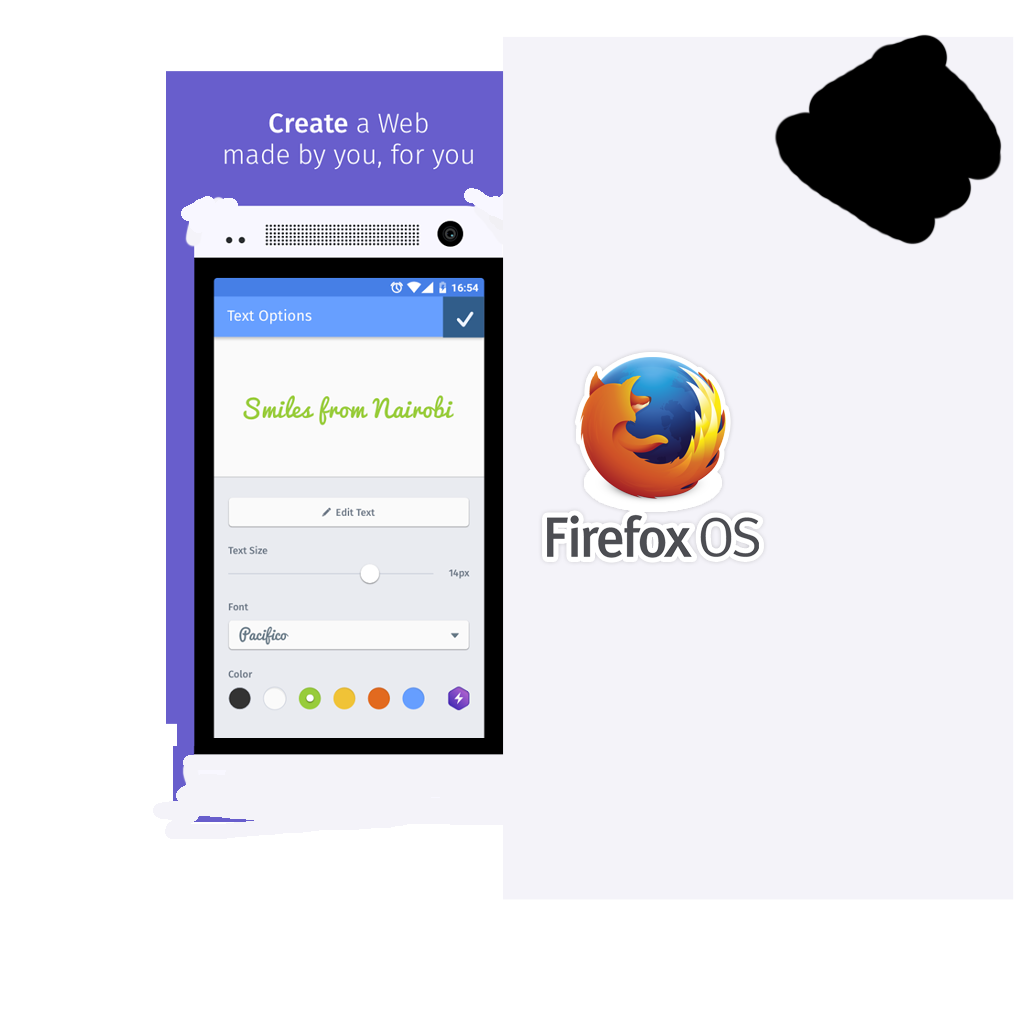 Create a Web
made by you, for you
16:54
Text Options
Smiles from Nairobi
Edit Text
Text Size
14px
Font
Pacifico
Color
Firefox OS